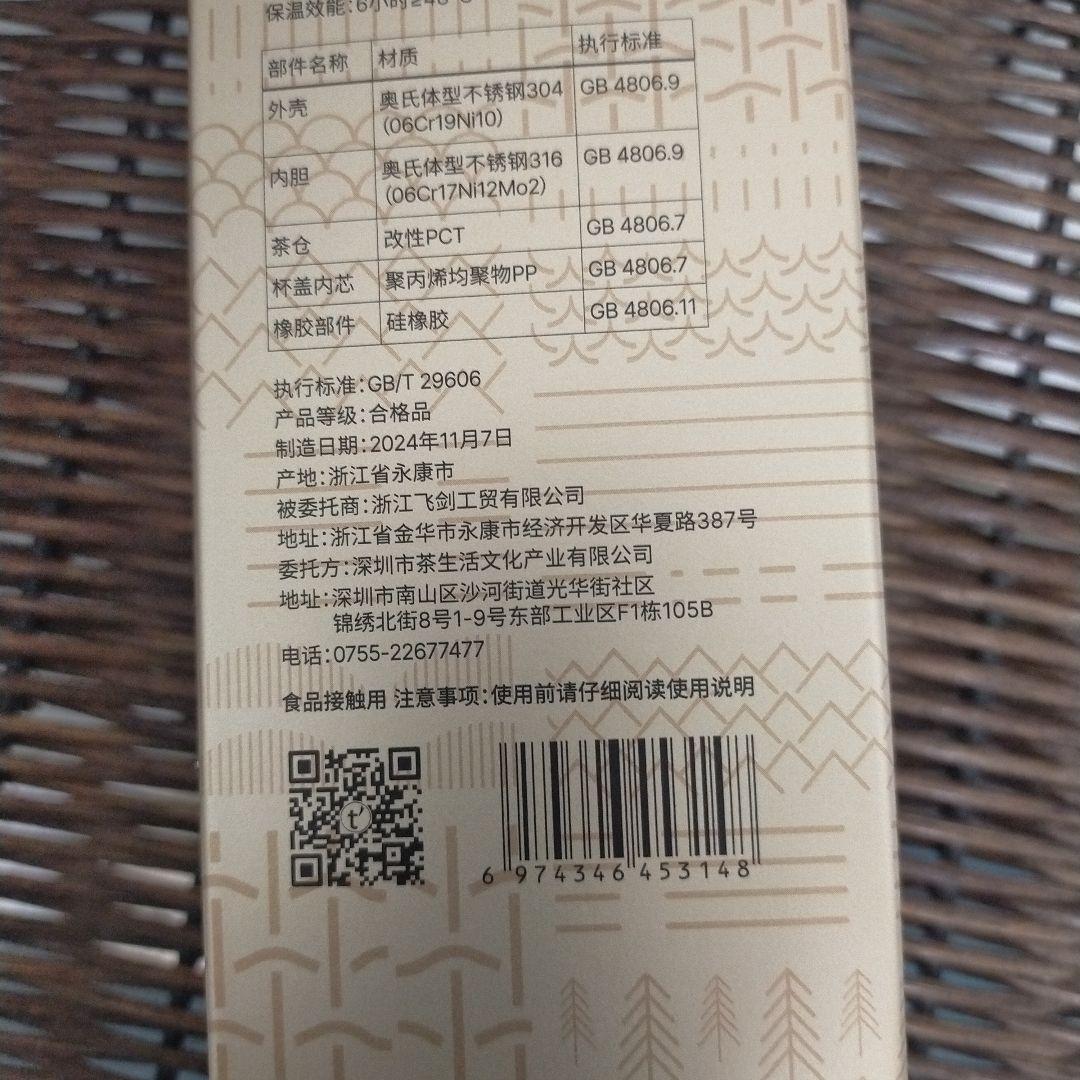 保温效能:6小时≥48°C
部件名称 材质 执行标准
外壳 奥氏体型不锈钢304 GB 4806.9
(06Cr19Ni10)
内胆 奥氏体型不锈钢316 GB 4806.9
(06Cr17Ni12Mo2)
茶仓 改性PCT GB 4806.7
杯盖内芯 聚丙烯均聚物PP GB 4806.7
橡胶部件 硅橡胶 GB 4806.11
执行标准:GB/T 29606
产品等级:合格品
制造日期:2024年11月7日
产地:浙江省永康市
被委托商:浙江飞剑工贸有限公司
地址:浙江省金华市永康市经济开发区华夏路387号
委托方:深圳市茶生活文化产业有限公司
地址:深圳市南山区沙河街道光华街社区
锦绣北街8号1-9号东部工业区F1栋105B
电话:0755-22677477
食品接触用 注意事项:使用前请仔细阅读使用说明
6 974346 453148